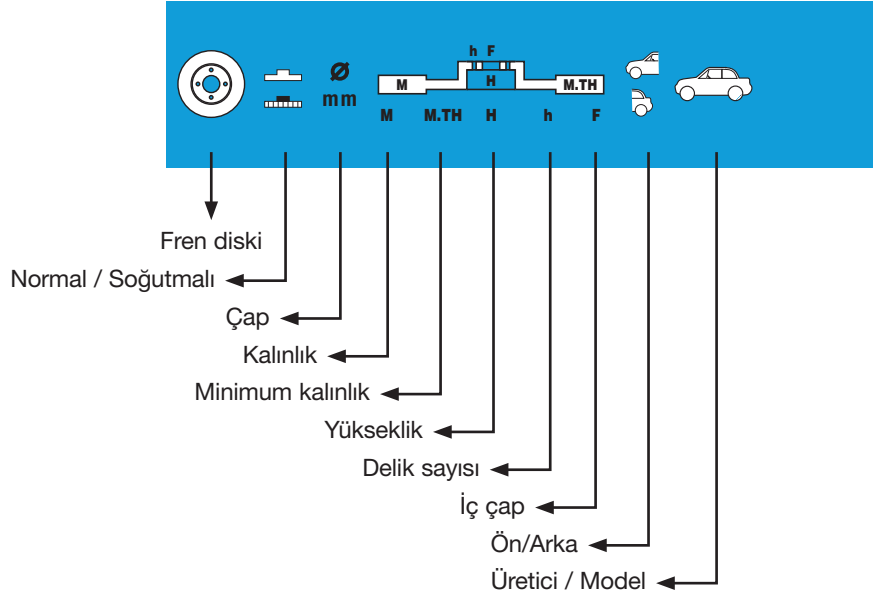 h F
Ø
M H M.TH
mm
M M.TH H h F
Fren diski
Normal / Soğutmalı
Çap
Kalınlık
Minimum kalınlık
Yükseklik
Delik sayısı
İç çap
Ön/Arka
Üretici / Model